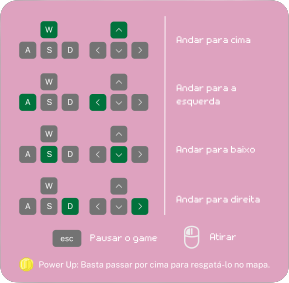 W
A S D
Andar para cima
W
A S D
Andar para a
esquerda
W
A S D
Andar para baixo
W
A S D
Andar para direita
esc Pausar o game Atirar
Power Up: Basta passar por cima para resgatá-lo no mapa.